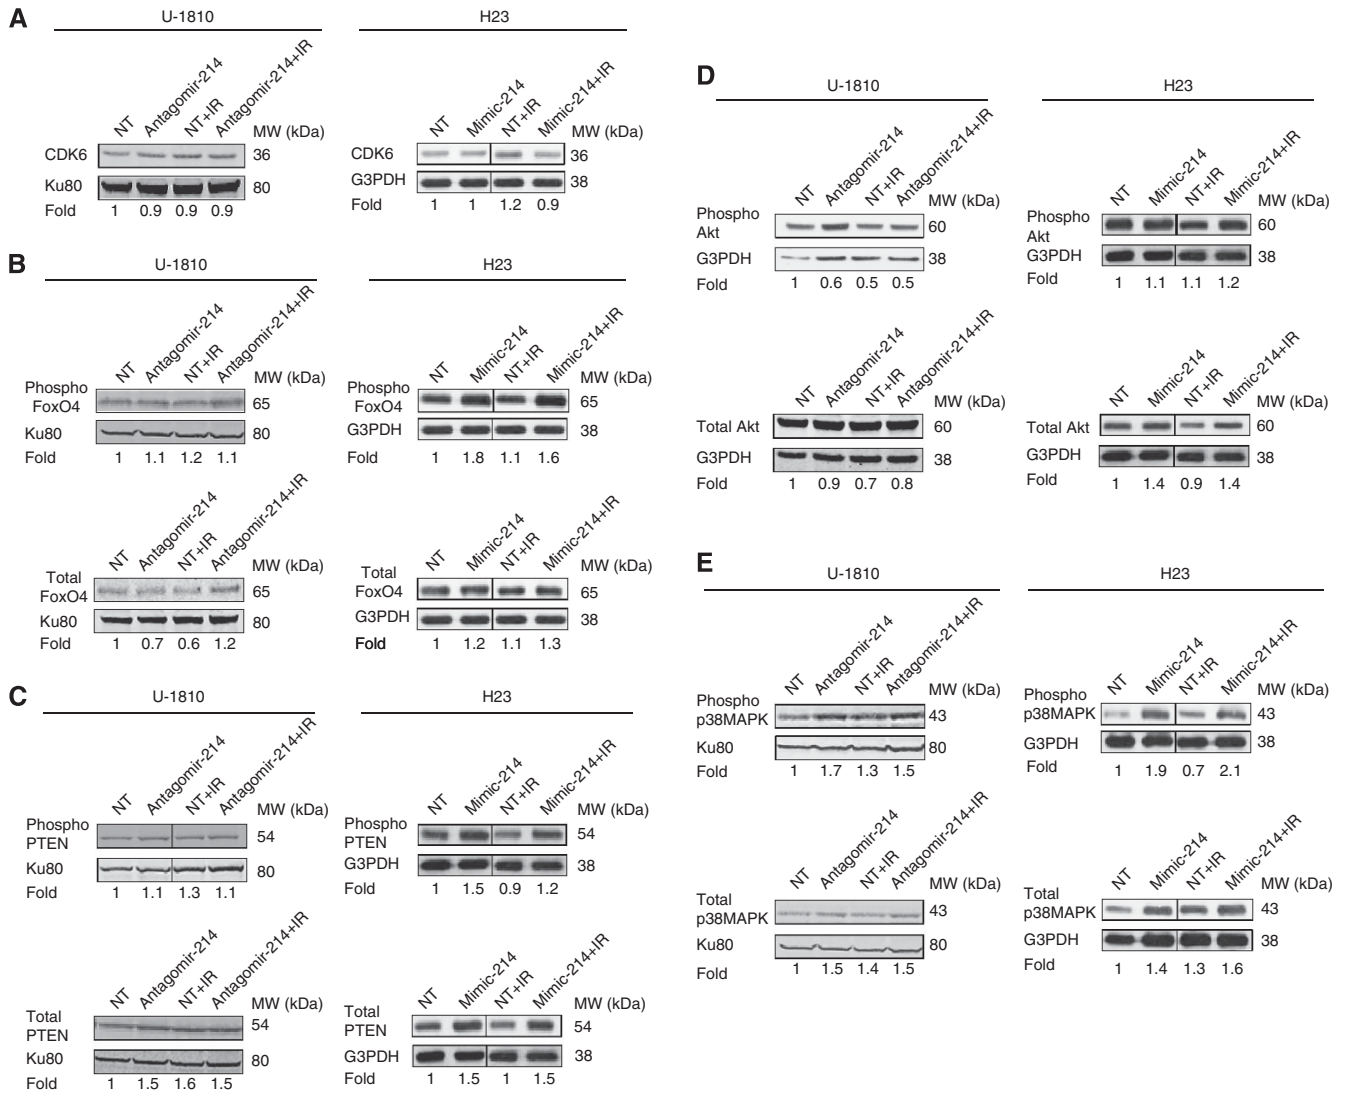 A
U-1810
H23
NT
Antagomir-214
NT+IR
Antagomir-214+IR
MW (kDa)
CDK6
36
Ku80
80
Fold
1 0.9 0.9 0.9
NT
Mimic-214
NT+IR
Mimic-214+IR
MW (kDa)
CDK6
36
G3PDH
38
Fold
1 1 1.2 0.9
B
U-1810
H23
NT
Antagomir-214
NT+IR
Antagomir-214+IR
MW (kDa)
Phospho
FoxO4
65
Ku80
80
Fold
1 1.1 1.2 1.1
NT
Mimic-214
NT+IR
Mimic-214+IR
MW (kDa)
Phospho
FoxO4
65
G3PDH
38
Fold
1 1.8 1.1 1.6
NT
Antagomir-214
NT+IR
Antagomir-214+IR
MW (kDa)
Total
FoxO4
65
Ku80
80
Fold
1 0.7 0.6 1.2
NT
Mimic-214
NT+IR
Mimic-214+IR
MW (kDa)
Total
FoxO4
65
G3PDH
38
Fold
1 1.2 1.1 1.3
C
U-1810
H23
NT
Antagomir-214
NT+IR
Antagomir-214+IR
MW (kDa)
Phospho
PTEN
54
Ku80
80
Fold
1 1.1 1.3 1.1
NT
Mimic-214
NT+IR
Mimic-214+IR
MW (kDa)
Phospho
PTEN
54
G3PDH
38
Fold
1 1.5 0.9 1.2
NT
Antagomir-214
NT+IR
Antagomir-214+IR
MW (kDa)
Total
PTEN
54
Ku80
80
Fold
1 1.5 1.6 1.5
NT
Mimic-214
NT+IR
Mimic-214+IR
MW (kDa)
Total
PTEN
54
G3PDH
38
Fold
1 1.5 1 1.5
D
U-1810
H23
NT
Antagomir-214
NT+IR
Antagomir-214+IR
MW (kDa)
Phospho
Akt
60
G3PDH
38
Fold
1 0.6 0.5 0.5
NT
Mimic-214
NT+IR
Mimic-214+IR
MW (kDa)
Phospho
Akt
60
G3PDH
38
Fold
1 1.1 1.1 1.2
NT
Antagomir-214
NT+IR
Antagomir-214+IR
MW (kDa)
Total Akt
60
G3PDH
38
Fold
1 0.9 0.7 0.8
NT
Mimic-214
NT+IR
Mimic-214+IR
MW (kDa)
Total Akt
60
G3PDH
38
Fold
1 1.4 0.9 1.4
E
U-1810
H23
NT
Antagomir-214
NT+IR
Antagomir-214+IR
MW (kDa)
Phospho
p38MAPK
43
Ku80
80
Fold
1 1.7 1.3 1.5
NT
Mimic-214
NT+IR
Mimic-214+IR
MW (kDa)
Phospho
p38MAPK
43
G3PDH
38
Fold
1 1.9 0.7 2.1
NT
Antagomir-214
NT+IR
Antagomir-214+IR
MW (kDa)
Total
p38MAPK
43
Ku80
80
Fold
1 1.5 1.4 1.5
NT
Mimic-214
NT+IR
Mimic-214+IR
MW (kDa)
Total
p38MAPK
43
G3PDH
38
Fold
1 1.4 1.3 1.6